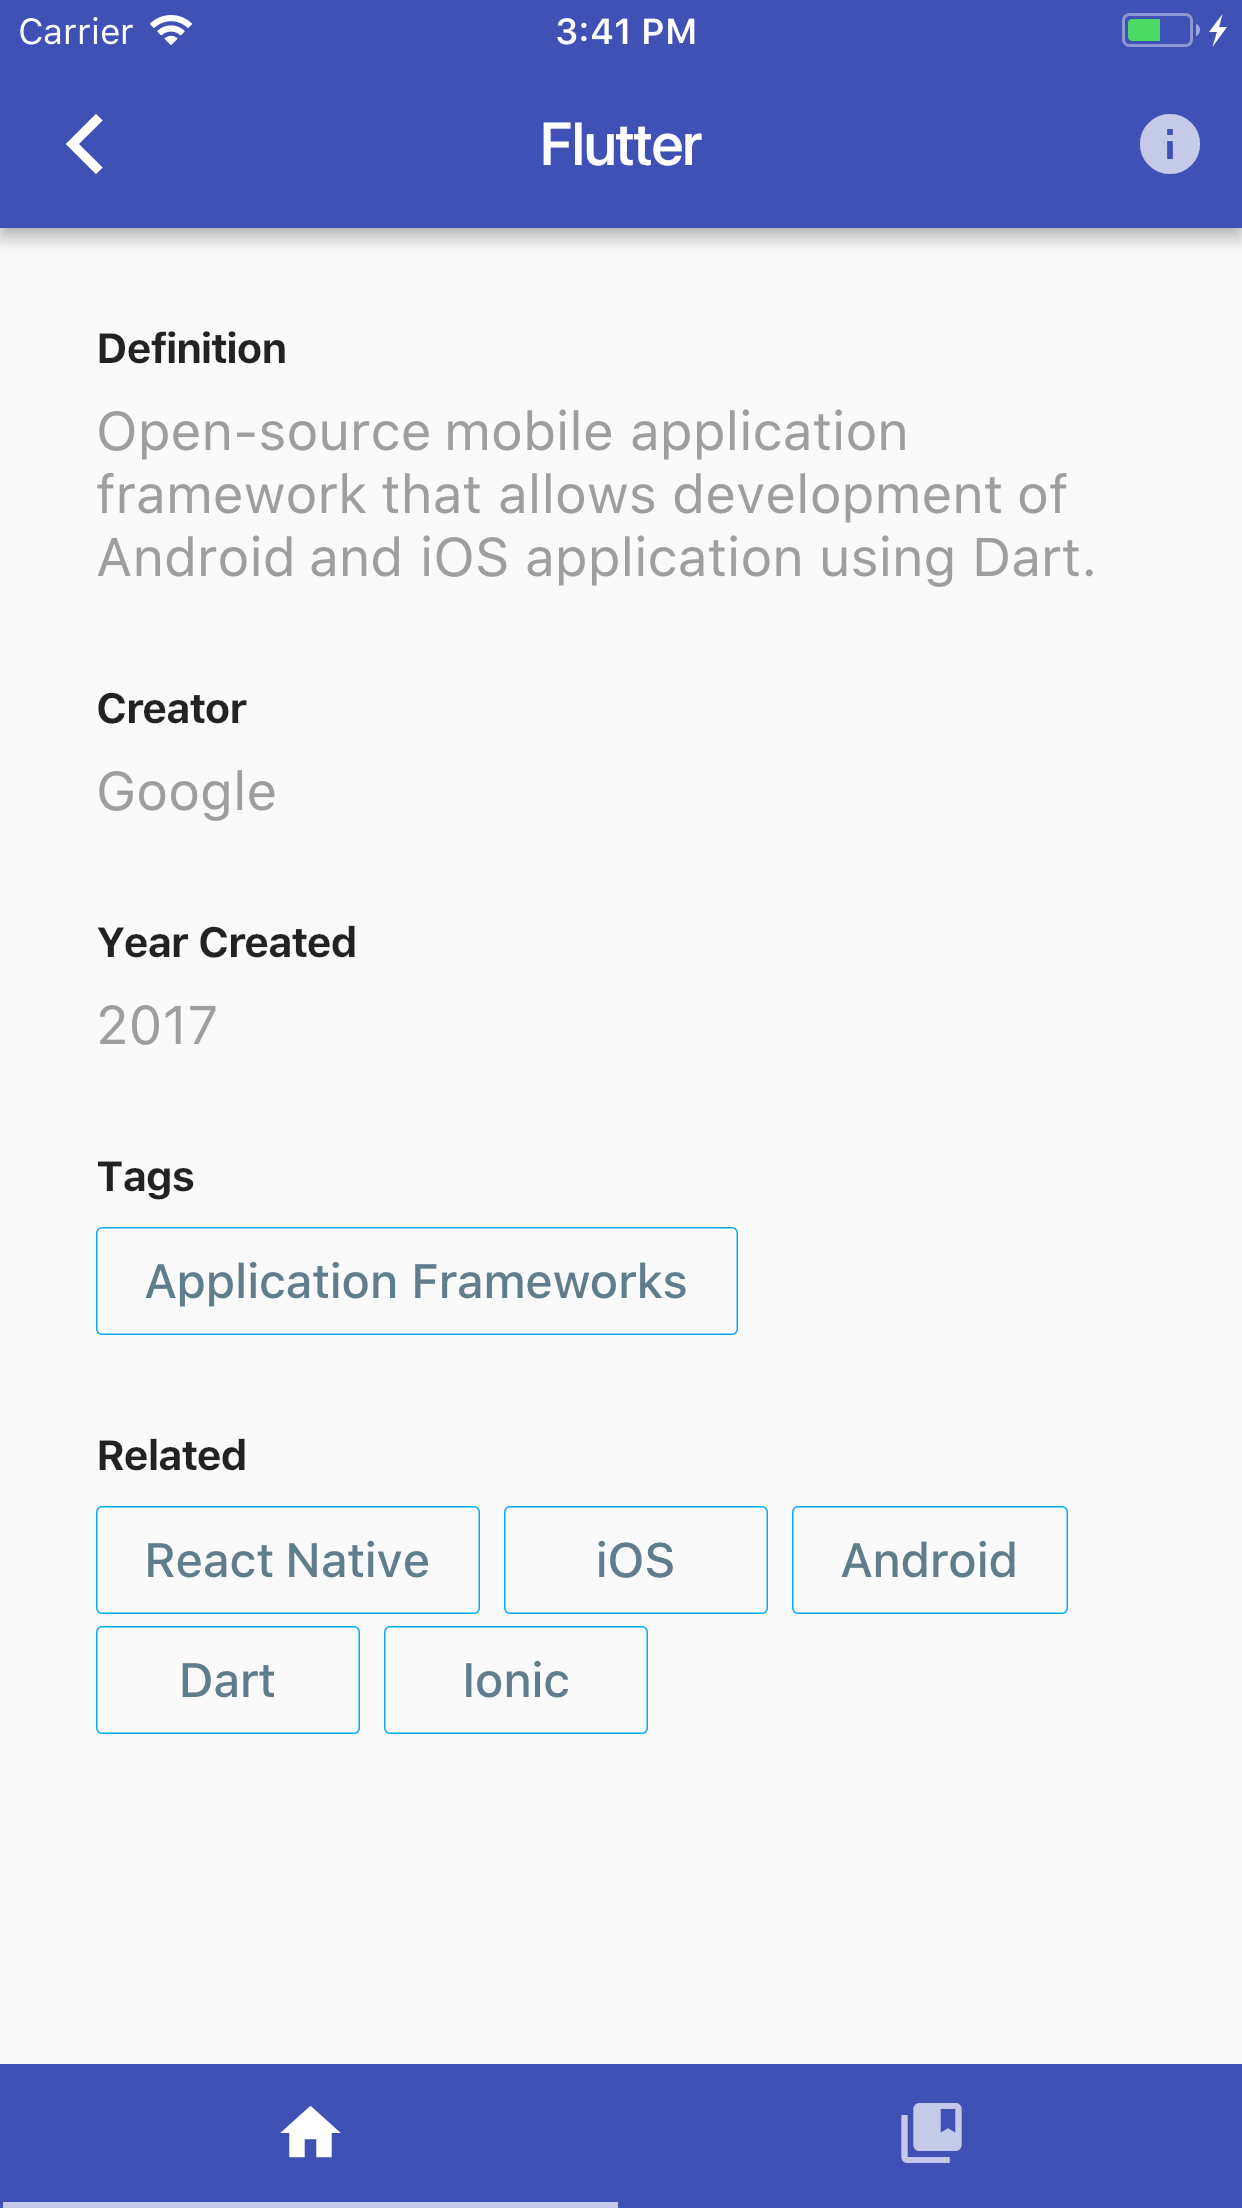 Carrier 3:41 PM
Flutter
Definition
Open-source mobile application
framework that allows development of
Android and iOS application using Dart.
Creator
Google
Year Created
2017
Tags
Application Frameworks
Related
React Native iOS Android
Dart Ionic